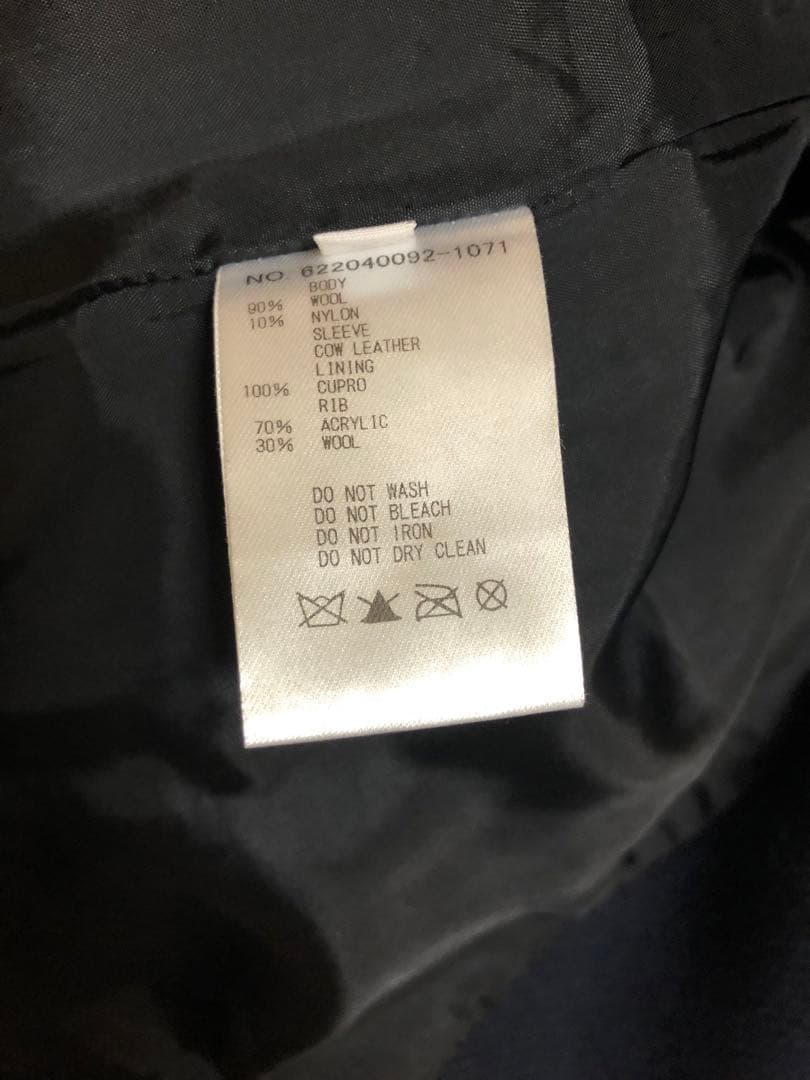 NO. 622040092-1071
BODY
90% WOOL
10% NYLON
SLEEVE
COW LEATHER
LINING
100% CUPRO
RIB
70% ACRYLIC
30% WOOL
DO NOT WASH
DO NOT BLEACH
DO NOT IRON
DO NOT DRY CLEAN